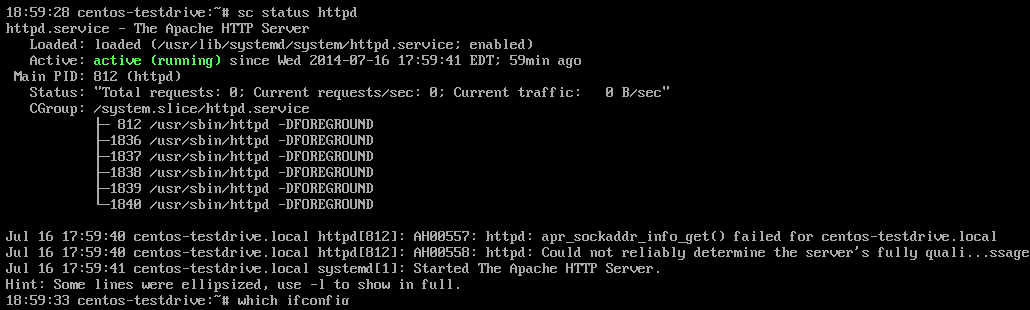 18:59:28 centos-testdrive:~# sc status httpd
httpd.service - The Apache HTTP Server
   Loaded: loaded (/usr/lib/systemd/system/httpd.service; enabled)
   Active: active (running) since Wed 2014-07-16 17:59:41 EDT; 59min ago
 Main PID: 812 (httpd)
   Status: "Total requests: 0; Current requests/sec: 0; Current traffic:   0 B/sec"
   CGroup: /system.slice/httpd.service
           ├─ 812 /usr/sbin/httpd -DFOREGROUND
           ├─1836 /usr/sbin/httpd -DFOREGROUND
           ├─1837 /usr/sbin/httpd -DFOREGROUND
           ├─1838 /usr/sbin/httpd -DFOREGROUND
           ├─1839 /usr/sbin/httpd -DFOREGROUND
           └─1840 /usr/sbin/httpd -DFOREGROUND

Jul 16 17:59:40 centos-testdrive.local httpd[812]: AH00557: httpd: apr_sockaddr_info_get() failed for centos-testdrive.local
Jul 16 17:59:40 centos-testdrive.local httpd[812]: AH00558: httpd: Could not reliably determine the server's fully quali...ssage
Jul 16 17:59:41 centos-testdrive.local systemd[1]: Started The Apache HTTP Server.
Hint: Some lines were ellipsized, use -l to show in full.
18:59:33 centos-testdrive:~# which ifconfig